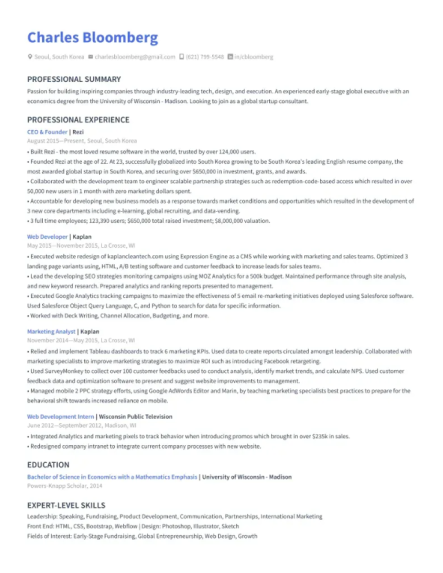 Charles Bloomberg
Seoul, South Korea charlesbloomberg@gmail.com (621) 799-5548 in/cbloomberg
PROFESSIONAL SUMMARY
Passion for building inspiring companies through industry-leading tech, design, and execution. An experienced early-stage global executive with an
economics degree from the University of Wisconsin - Madison. Looking to join as a global startup consultant.
PROFESSIONAL EXPERIENCE
CEO & Founder | Rezi
August 2015—Present, Seoul, South Korea
• Built Rezi - the most loved resume software in the world, trusted by over 124,000 users.
• Founded Rezi at the age of 22. At 23, successfully globalized into South Korea growing to be South Korea's leading English resume company, the
most awarded global startup in South Korea, and securing over $650,000 in investment, grants, and awards.
• Collaborated with the development team to engineer scalable partnership strategies such as redemption-code-based access which resulted in over
50,000 new users in 1 month with zero marketing dollars spent.
• Accountable for developing new business models as a response towards market conditions and opportunities which resulted in the development of
3 new core departments including e-learning, global recruiting, and data-vending.
• 3 full time employees; 123,390 users; $650,000 total raised investment; $8,000,000 valuation.
Web Developer | Kaplan
May 2015—November 2015, La Crosse, WI
• Executed website redesign of kaplancleantech.com using Expression Engine as a CMS while working with marketing and sales teams. Optimized 3
landing page variations using, HTML, A/B testing software and customer feedback to increase leads for sales teams.
• Lead the developing SEO strategies monitoring campaigns using MOZ Analytics for a 500k budget. Maintained performance through site analysis,
and new keyword research. Prepared analytics and ranking reports presented to management.
• Executed Google Analytics tracking campaigns to maximize the effectiveness of 5 email re-marketing initiatives deployed using Salesforce software.
Used Salesforce Object Query Language, C, and Python to search for data for specific information.
• Worked with Deck Writing, Channel Allocation, Budgeting, and more.
Marketing Analyst | Kaplan
November 2014—May 2015, La Crosse, WI
• Relied and implement Tableau dashboards to track 6 marketing KPIs. Used data to create reports circulated amongst leadership. Collaborated with
marketing specialists to improve marketing strategies to maximize ROI such as introducing Facebook retargeting.
• Used SurveyMonkey to collect over 100 customer feedbacks used to conduct analysis, identify market trends, and calculate NPS. Used customer
feedback data and optimization software to present and suggest website improvements to management.
• Managed mobile 2 PPC strategy efforts, using Google AdWords Editor and Marin, by teaching marketing specialists best practices to prepare for the
behavioral shift towards increased reliance on mobile.
Web Development Intern | Wisconsin Public Television
June 2012—September 2012, Madison, WI
• Integrated Analytics and marketing pixels to track behavior when introducing promos which brought in over $235k in sales.
• Redesigned company intranet to integrate current company processes with new website.
EDUCATION
Bachelor of Science in Economics with a Mathematics Emphasis | University of Wisconsin - Madison
Powers-Knapp Scholar, 2014
EXPERT-LEVEL SKILLS
Leadership: Speaking, Fundraising, Product Development, Communication, Partnerships, International Marketing
Front End: HTML, CSS, Bootstrap, Webflow | Design: Photoshop, Illustrator, Sketch
Fields of Interest: Early-Stage Fundraising, Global Entrepreneurship, Web Design, Growth